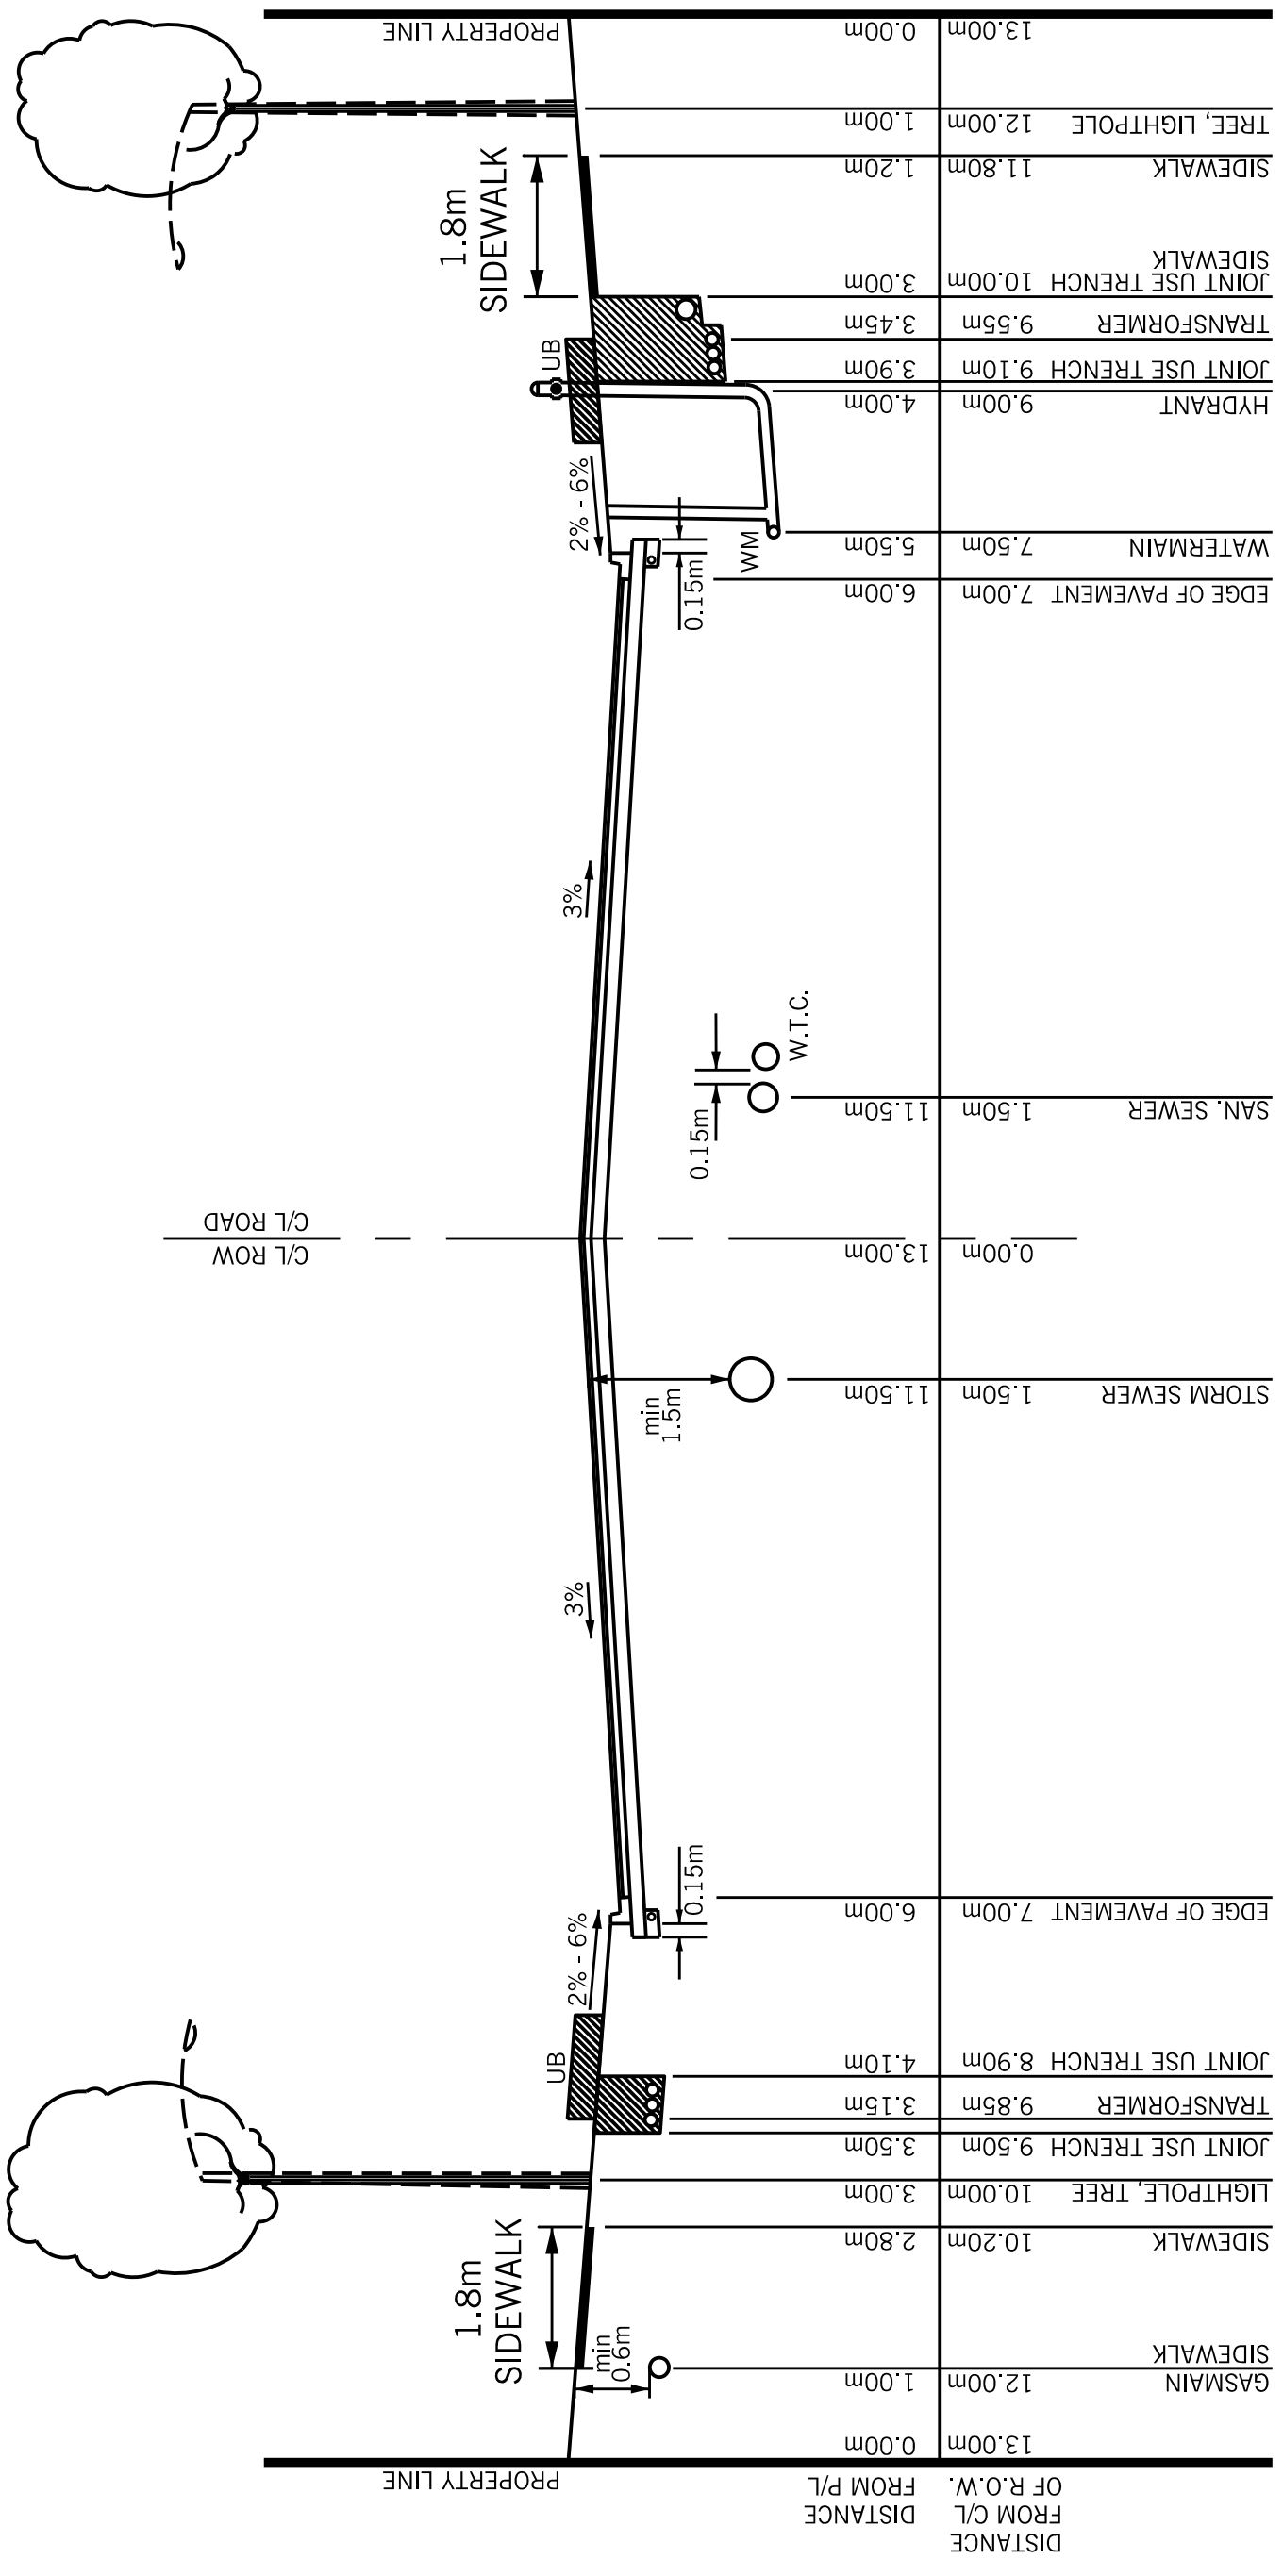 PROPERTY LINE
0.00m
13.00m
1.00m
12.00m
TREE, LIGHTPOLE
1.20m
11.80m
SIDEWALK
1.8m
SIDEWALK
SIDEWALK
3.00m
10.00m
JOINT USE TRENCH
3.45m
9.55m
TRANSFORMER
UB
3.90m
9.10m
JOINT USE TRENCH
4.00m
9.00m
HYDRANT
2% - 6%
WM
5.50m
7.50m
WATERMAIN
0.15m
6.00m
7.00m
EDGE OF PAVEMENT
3%
W.T.C.
0.15m
11.50m
1.50m
SAN. SEWER
C/L ROAD
C/L ROW
13.00m
0.00m
min
1.5m
11.50m
1.50m
STORM SEWER
3%
0.15m
6.00m
7.00m
EDGE OF PAVEMENT
2% - 6%
UB
4.10m
8.90m
JOINT USE TRENCH
3.15m
9.85m
TRANSFORMER
3.50m
9.50m
JOINT USE TRENCH
3.00m
10.00m
LIGHTPOLE, TREE
2.80m
10.20m
SIDEWALK
1.8m
SIDEWALK
min
0.6m
SIDEWALK
1.00m
12.00m
GASMAIN
0.00m
13.00m
PROPERTY LINE
DISTANCE
FROM P/L
DISTANCE
FROM C/L
OF R.O.W.